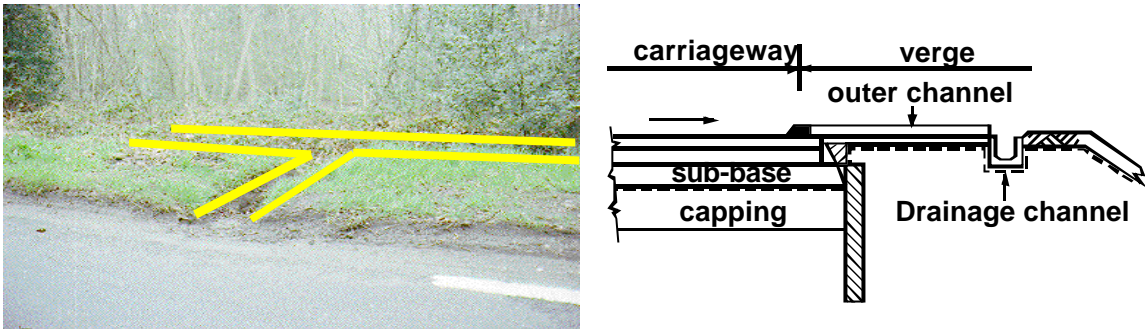 carriageway
verge
outer channel
sub-base
capping
Drainage channel